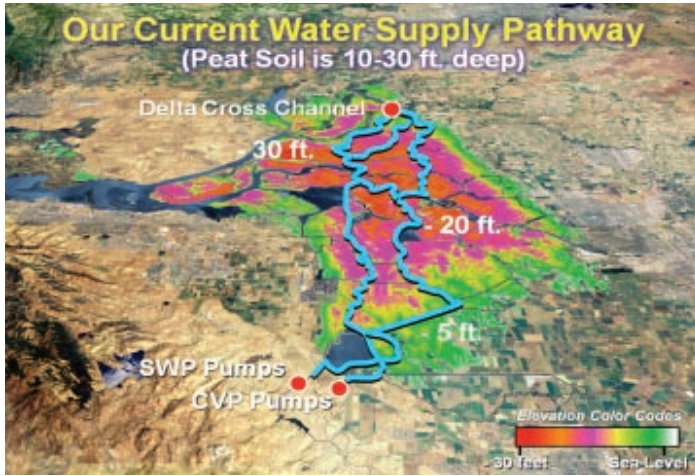 Our Current Water Supply Pathway
(Peat Soil is 10-30 ft. deep)
Delta Cross Channel
- 30 ft.
- 20 ft.
- 5 ft.
SWP Pumps
CVP Pumps
Elevation Color Codes
-30 feet Sea-Level